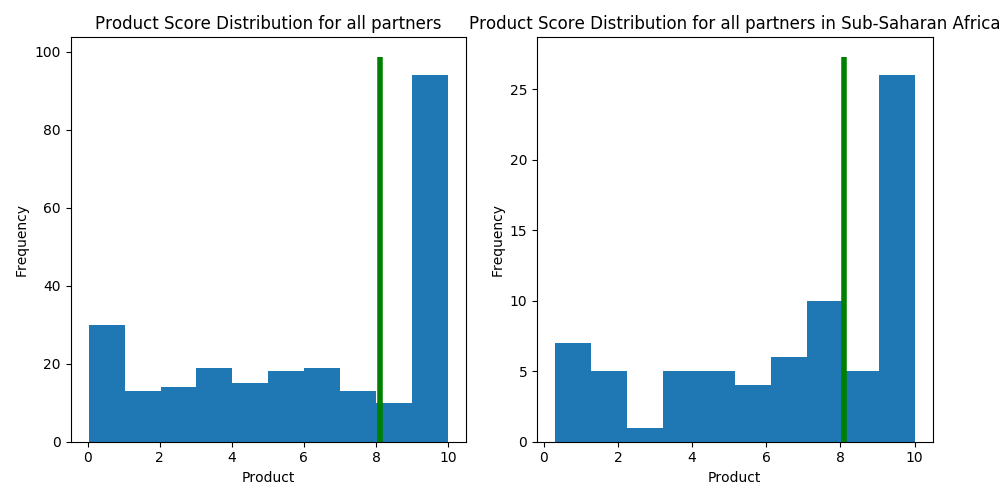 Product Score Distribution for all partners
100
80
60
40
20
0
Frequency
0 2 4 6 8 10
Product
Product Score Distribution for all partners in Sub-Saharan Africa
25
20
15
10
5
0
Frequency
0 2 4 6 8 10
Product